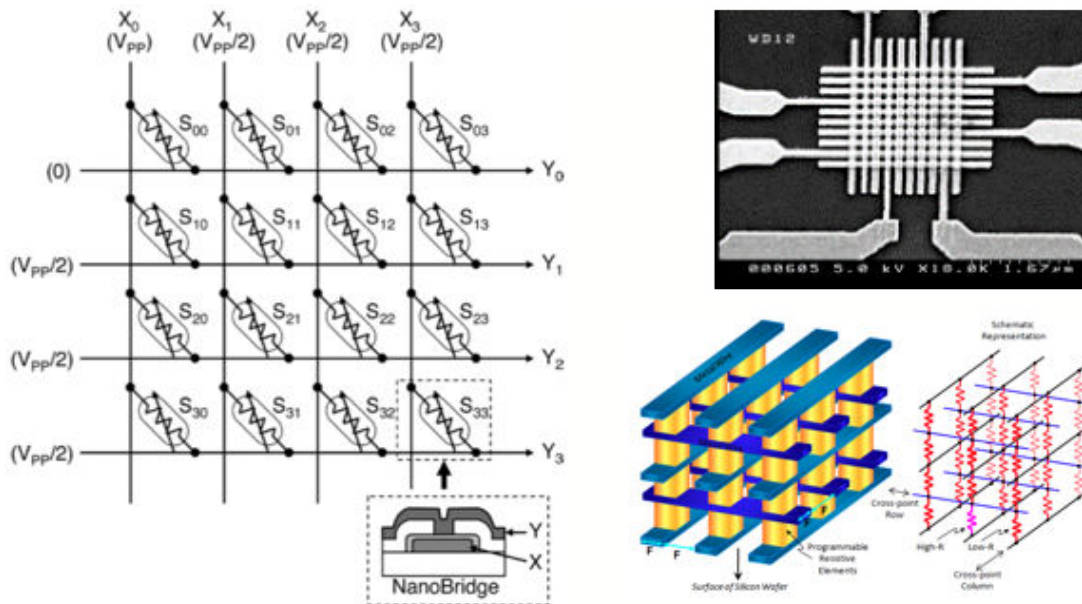 X0 X1 X2 X3
(VPP) (VPP/2) (VPP/2) (VPP/2)
S00 S01 S02 S03
(0) Y0
S10 S11 S12 S13
(VPP/2) Y1
S20 S21 S22 S23
(VPP/2) Y2
S30 S31 S32 S33
(VPP/2) Y3
Y
X
NanoBridge
WD12
000605 5.0 kV X18.0K 1.67µm
Schematic
Representation
Metal Wire
F F
F F
Programmable
Resistive
Elements
Surface of Silicon Wafer
Cross-point
Row
High-R Low-R
Cross-point
Column